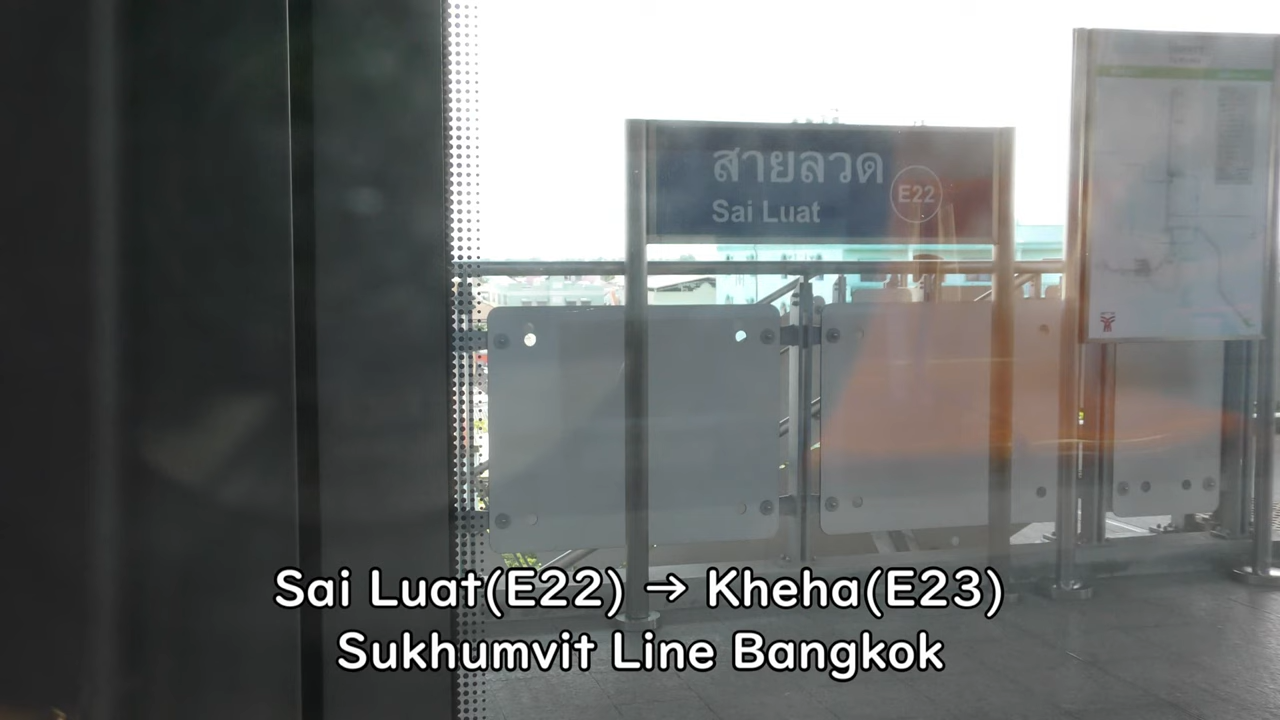 สายลวด
Sai Luat
E22
Sai Luat(E22) → Kheha(E23)
Sukhumvit Line Bangkok